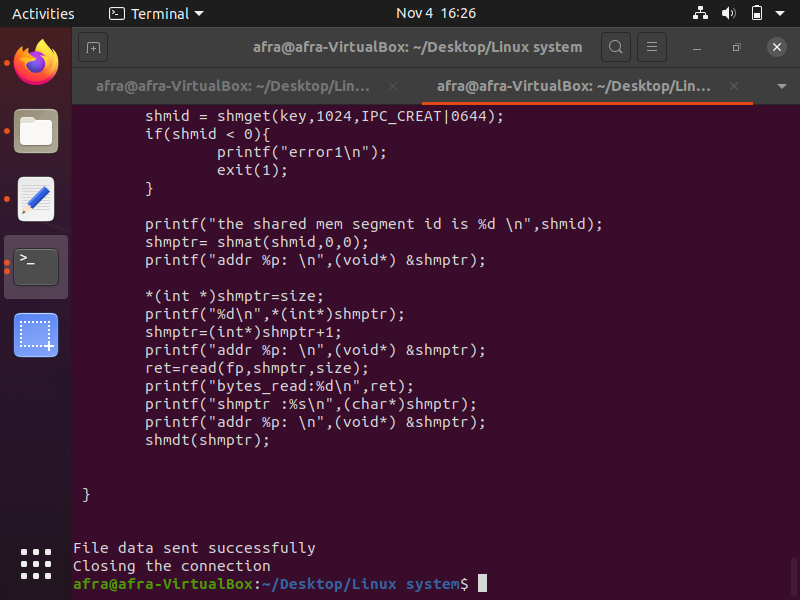 Activities
Terminal
Nov 4 16:26
afra@afra-VirtualBox: ~/Desktop/Linux system
afra@afra-VirtualBox: ~/Desktop/Lin...
afra@afra-VirtualBox: ~/Desktop/Lin...
shmid = shmget(key,1024,IPC_CREAT|0644);
if(shmid < 0){
printf("error1\n");
exit(1);
}
printf("the shared mem segment id is %d \n",shmid);
shmptr= shmat(shmid,0,0);
printf("addr %p: \n",(void*) &shmptr);
*(int *)shmptr=size;
printf("%d\n",*(int*)shmptr);
shmptr=(int*)shmptr+1;
printf("addr %p: \n",(void*) &shmptr);
ret=read(fp,shmptr,size);
printf("bytes_read:%d\n",ret);
printf("shmptr :%s\n",(char*)shmptr);
printf("addr %p: \n",(void*) &shmptr);
shmdt(shmptr);
}
File data sent successfully
Closing the connection
afra@afra-VirtualBox:~/Desktop/Linux system$